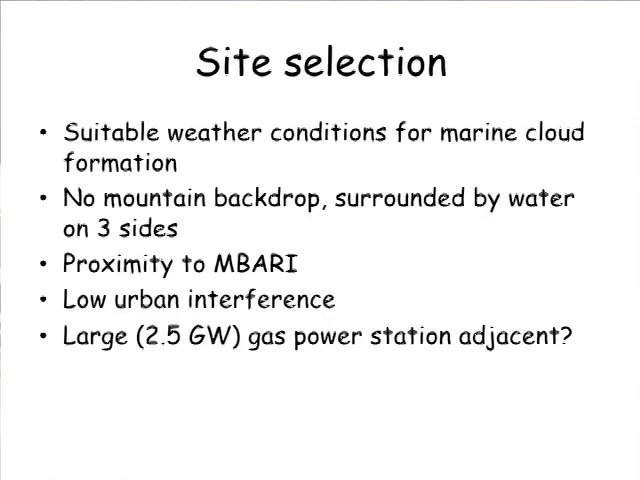 Site selection
• Suitable weather conditions for marine cloud
formation
• No mountain backdrop, surrounded by water
on 3 sides
• Proximity to MBARI
• Low urban interference
• Large (2.5 GW) gas power station adjacent?